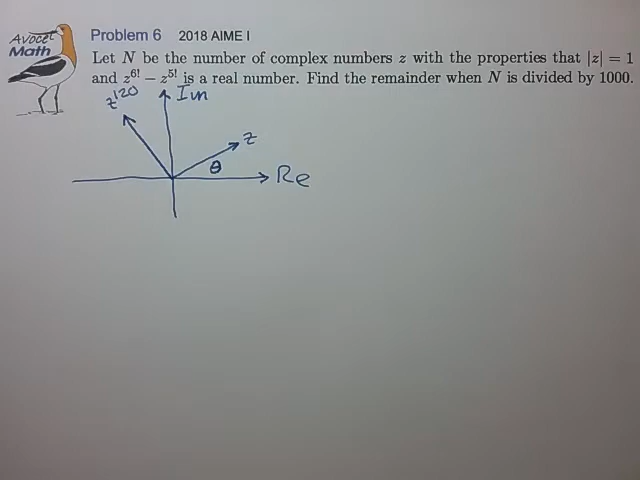 Avocet
Math
Problem 6 2018 AIME I
Let N be the number of complex numbers z with the properties that |z| = 1
and z^{6!} − z^{5!} is a real number. Find the remainder when N is divided by 1000.
z^{120}
Im
z
θ
Re